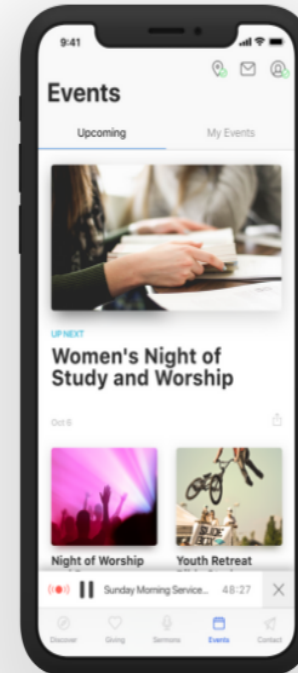 9:41
Events
Upcoming
My Events
UP NEXT
Women's Night of
Study and Worship
Oct 6
Night of Worship
Youth Retreat
Sunday Morning Service...
48:27
Discover
Giving
Sermons
Events
Contact